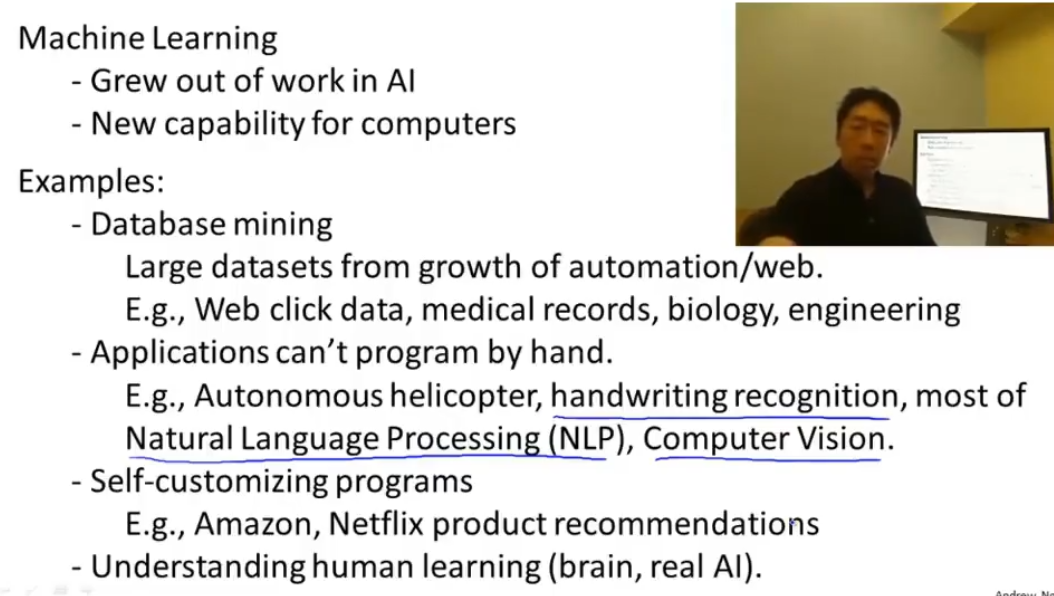 Machine Learning
- Grew out of work in AI
- New capability for computers
Examples:
- Database mining
Large datasets from growth of automation/web.
E.g., Web click data, medical records, biology, engineering
- Applications can’t program by hand.
E.g., Autonomous helicopter, handwriting recognition, most of
Natural Language Processing (NLP), Computer Vision.
- Self-customizing programs
E.g., Amazon, Netflix product recommendations
- Understanding human learning (brain, real AI).
Andrew